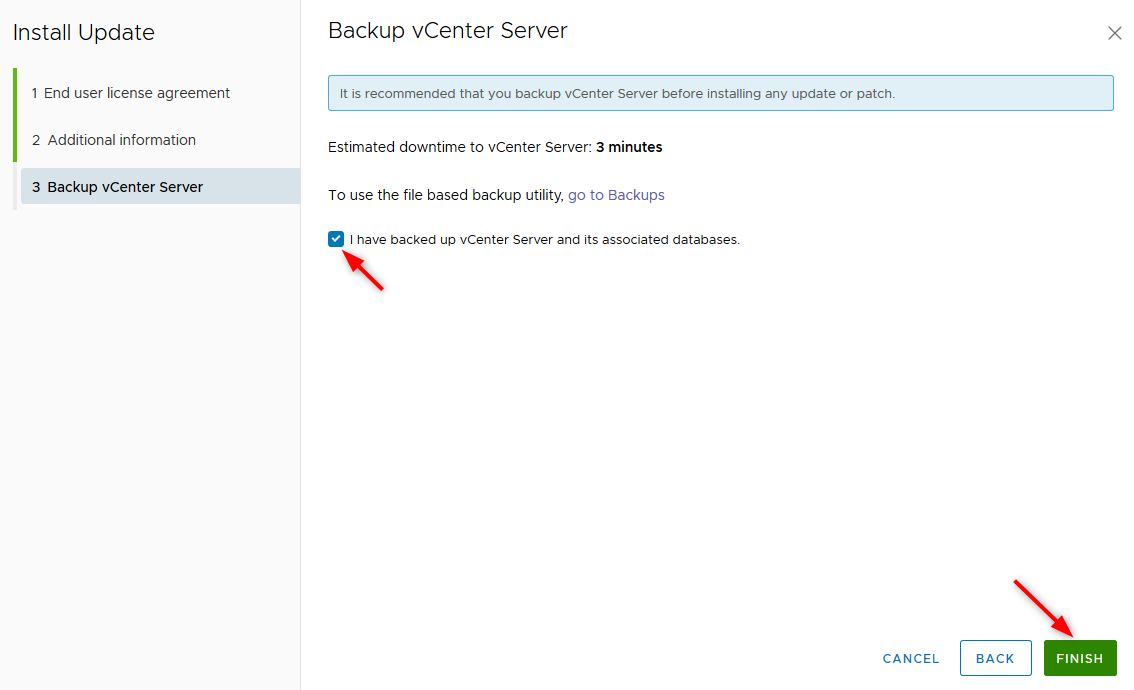 Install Update
1 End user license agreement
2 Additional information
3 Backup vCenter Server
Backup vCenter Server
It is recommended that you backup vCenter Server before installing any update or patch.
Estimated downtime to vCenter Server: 3 minutes
To use the file based backup utility, go to Backups
I have backed up vCenter Server and its associated databases.
CANCEL
BACK
FINISH